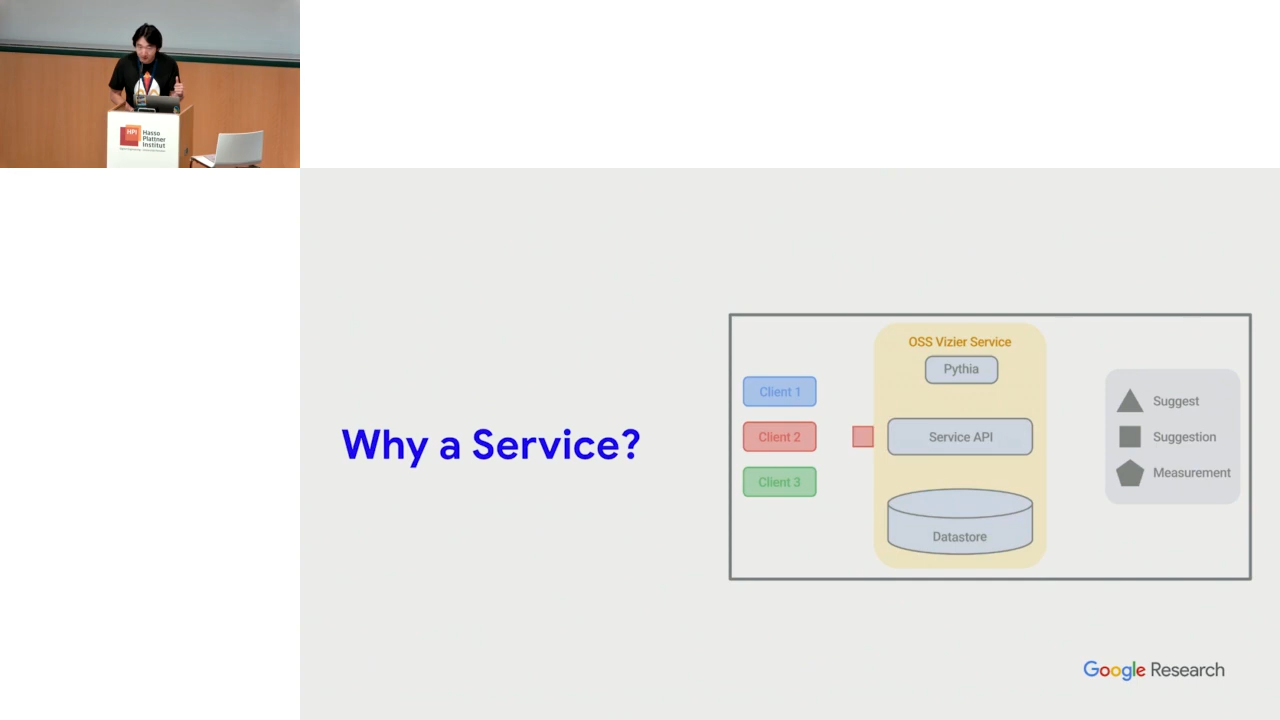 HPI
Hasso
Plattner
Institut
Why a Service?
OSS Vizier Service
Pythia
Client 1
Client 2
Client 3
Service API
Datastore
Suggest
Suggestion
Measurement
Google Research